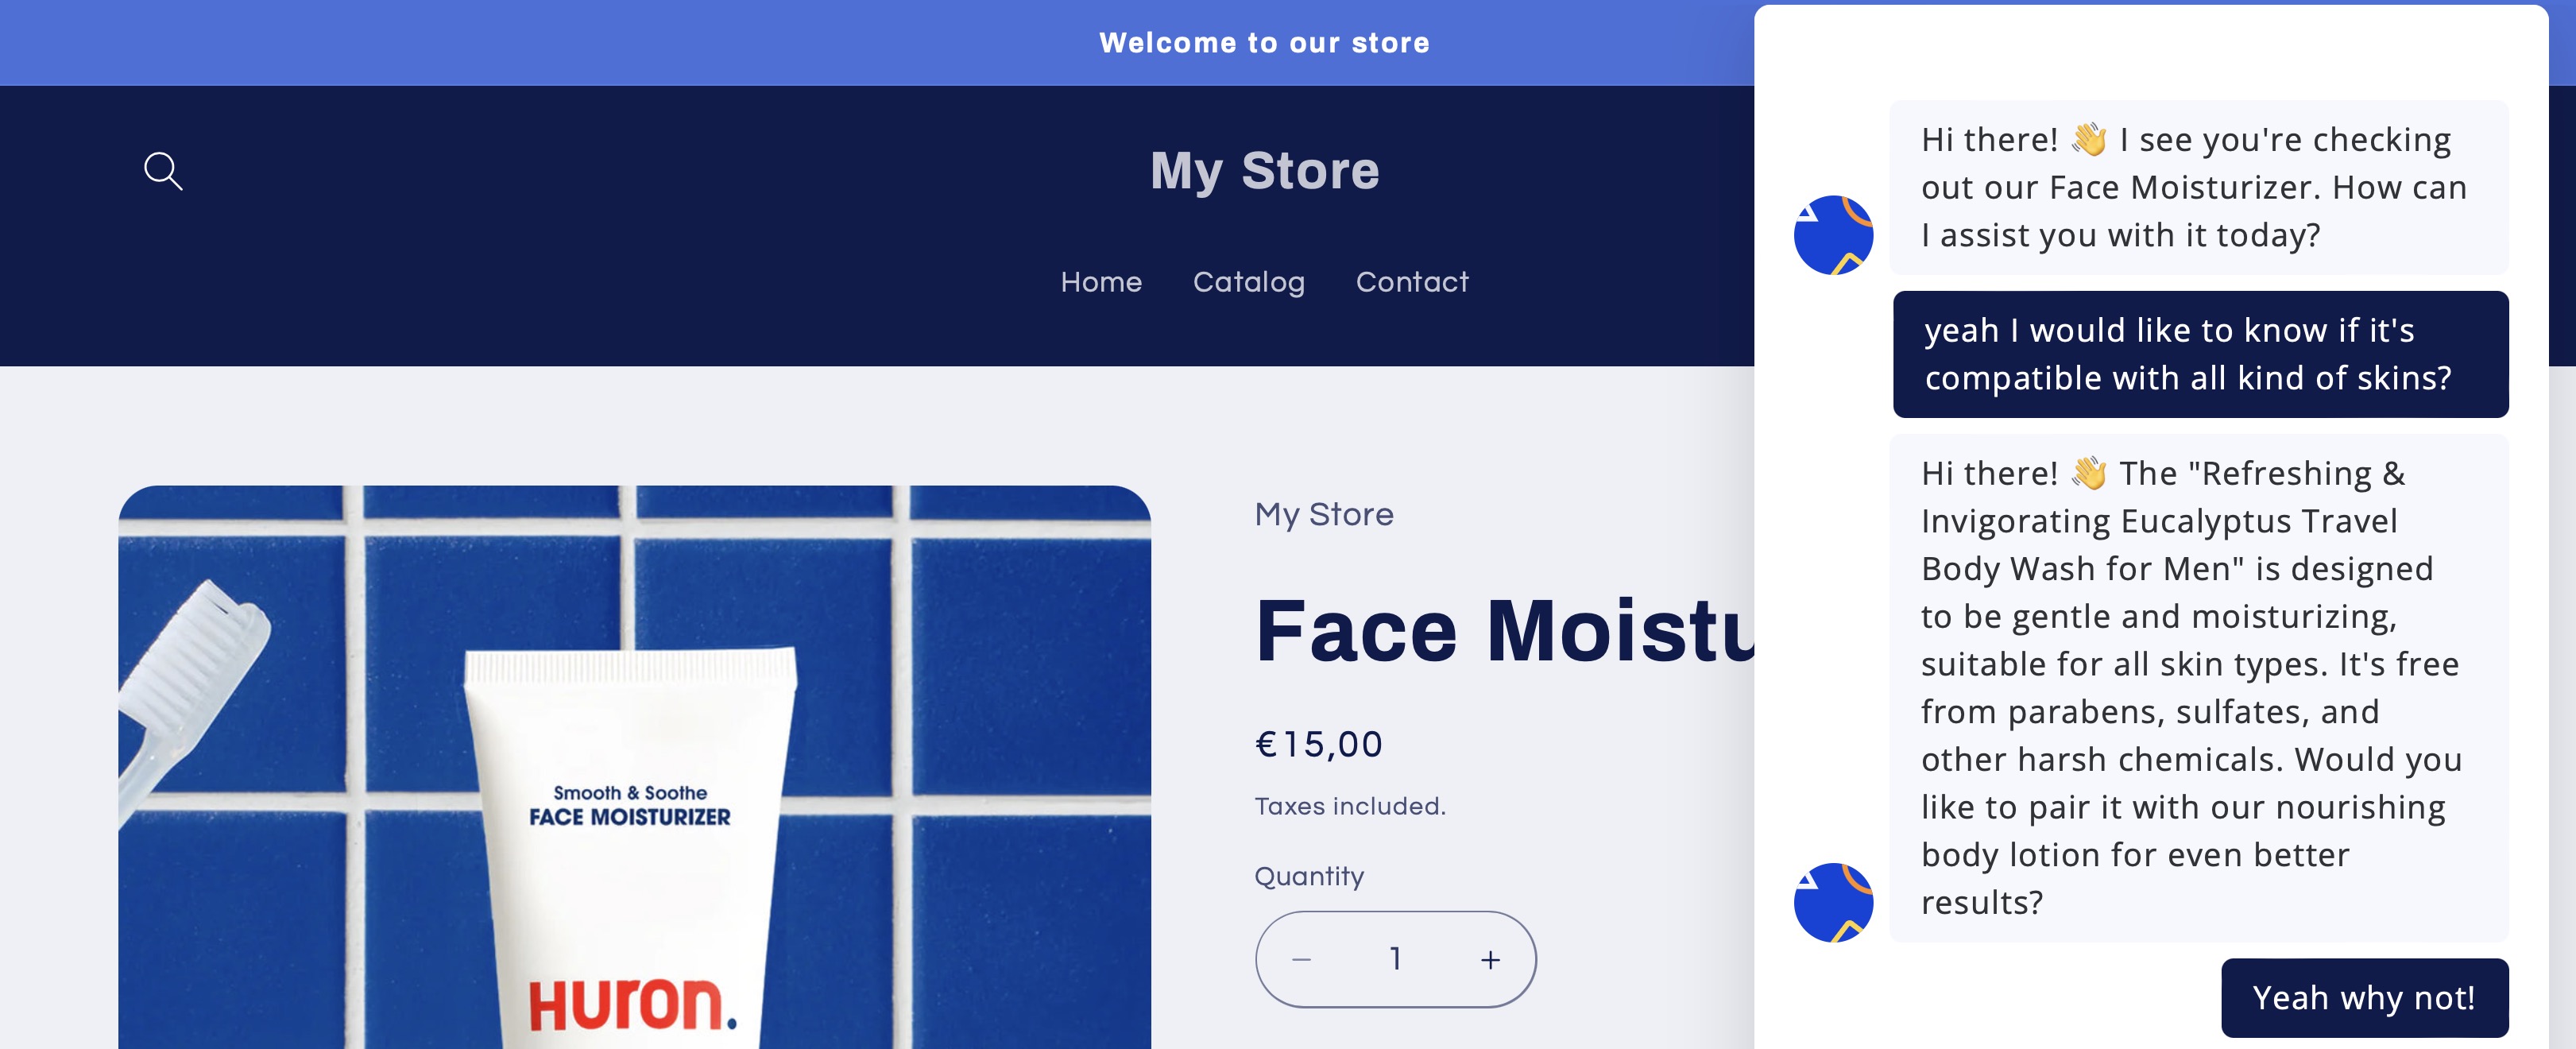 Welcome to our store
My Store
Home Catalog Contact
My Store
Face Moistu
€15,00
Taxes included.
Quantity
− 1 +
Smooth & Soothe
FACE MOISTURIZER
HUron.
Hi there! 👋 I see you're checking
out our Face Moisturizer. How can
I assist you with it today?
yeah I would like to know if it's
compatible with all kind of skins?
Hi there! 👋 The "Refreshing &
Invigorating Eucalyptus Travel
Body Wash for Men" is designed
to be gentle and moisturizing,
suitable for all skin types. It's free
from parabens, sulfates, and
other harsh chemicals. Would you
like to pair it with our nourishing
body lotion for even better
results?
Yeah why not!